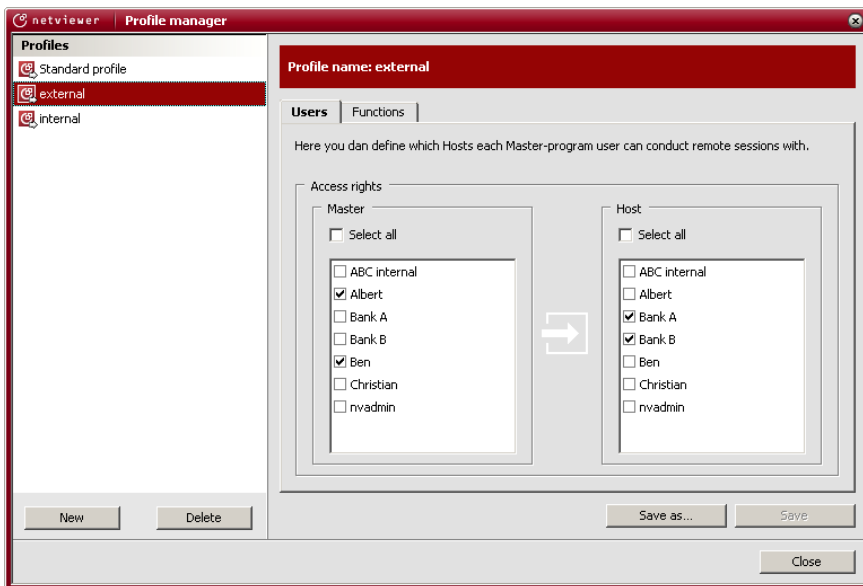 netviewer Profile manager
Profiles
Standard profile
external
internal
Profile name: external
Users Functions
Here you dan define which Hosts each Master-program user can conduct remote sessions with.
Access rights
Master
Select all
ABC internal
Albert
Bank A
Bank B
Ben
Christian
nvadmin
Host
Select all
ABC internal
Albert
Bank A
Bank B
Ben
Christian
nvadmin
New Delete
Save as... Save
Close